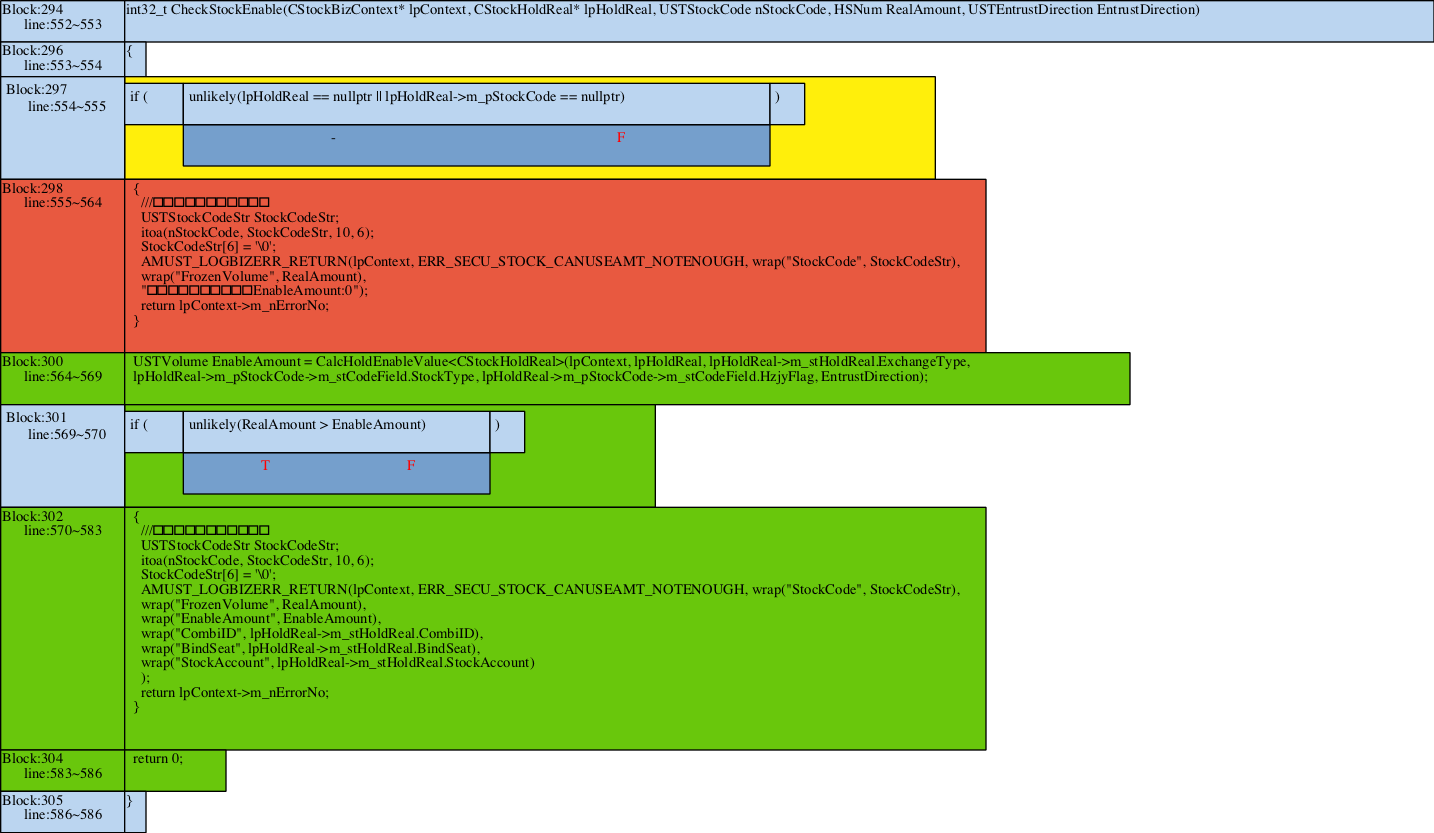 Block:294
line:552~553
int32_t CheckStockEnable(CStockBizContext* lpContext, CStockHoldReal* lpHoldReal, USTStockCode nStockCode, HSNum RealAmount, USTEntrustDirection EntrustDirection)
Block:296
line:553~554
{
Block:297
line:554~555
if ( unlikely(lpHoldReal == nullptr || lpHoldReal->m_pStockCode == nullptr) )
- F
Block:298
line:555~564
{
///□□□□□□□□□□□
USTStockCodeStr StockCodeStr;
itoa(nStockCode, StockCodeStr, 10, 6);
StockCodeStr[6] = '\0';
AMUST_LOGBIZERR_RETURN(lpContext, ERR_SECU_STOCK_CANUSEAMT_NOTENOUGH, wrap("StockCode", StockCodeStr),
wrap("FrozenVolume", RealAmount),
"□□□□□□□□□□EnableAmount:0");
return lpContext->m_nErrorNo;
}
Block:300
line:564~569
USTVolume EnableAmount = CalcHoldEnableValue<CStockHoldReal>(lpContext, lpHoldReal, lpHoldReal->m_stHoldReal.ExchangeType,
lpHoldReal->m_pStockCode->m_stCodeField.StockType, lpHoldReal->m_pStockCode->m_stCodeField.HzjyFlag, EntrustDirection);
Block:301
line:569~570
if ( unlikely(RealAmount > EnableAmount) )
T F
Block:302
line:570~583
{
///□□□□□□□□□□□
USTStockCodeStr StockCodeStr;
itoa(nStockCode, StockCodeStr, 10, 6);
StockCodeStr[6] = '\0';
AMUST_LOGBIZERR_RETURN(lpContext, ERR_SECU_STOCK_CANUSEAMT_NOTENOUGH, wrap("StockCode", StockCodeStr),
wrap("FrozenVolume", RealAmount),
wrap("EnableAmount", EnableAmount),
wrap("CombiID", lpHoldReal->m_stHoldReal.CombiID),
wrap("BindSeat", lpHoldReal->m_stHoldReal.BindSeat),
wrap("StockAccount", lpHoldReal->m_stHoldReal.StockAccount)
);
return lpContext->m_nErrorNo;
}
Block:304
line:583~586
return 0;
Block:305
line:586~586
}